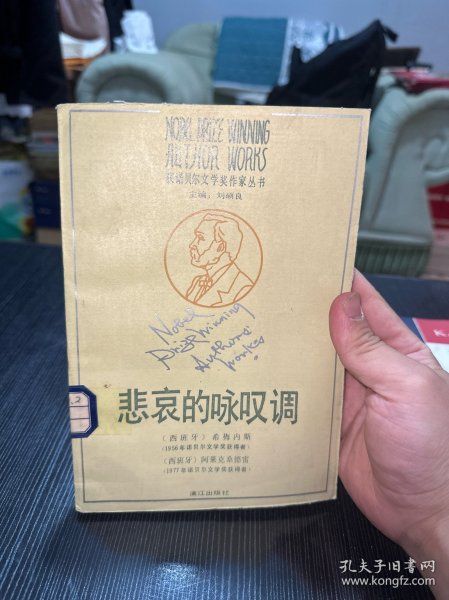 NOBEL PRIZE WINNING
AUTHOR WORKS
获诺贝尔文学奖作家丛书
主编：刘硕良
Nobel
Prize Winning
Authors'
Works.
悲哀的咏叹调
（西班牙）希梅内斯
（1956年诺贝尔文学奖获得者）
（西班牙）阿莱克桑德雷
（1977年诺贝尔文学奖获得者）
漓江出版社
孔夫子旧书网
www.kongfz.com